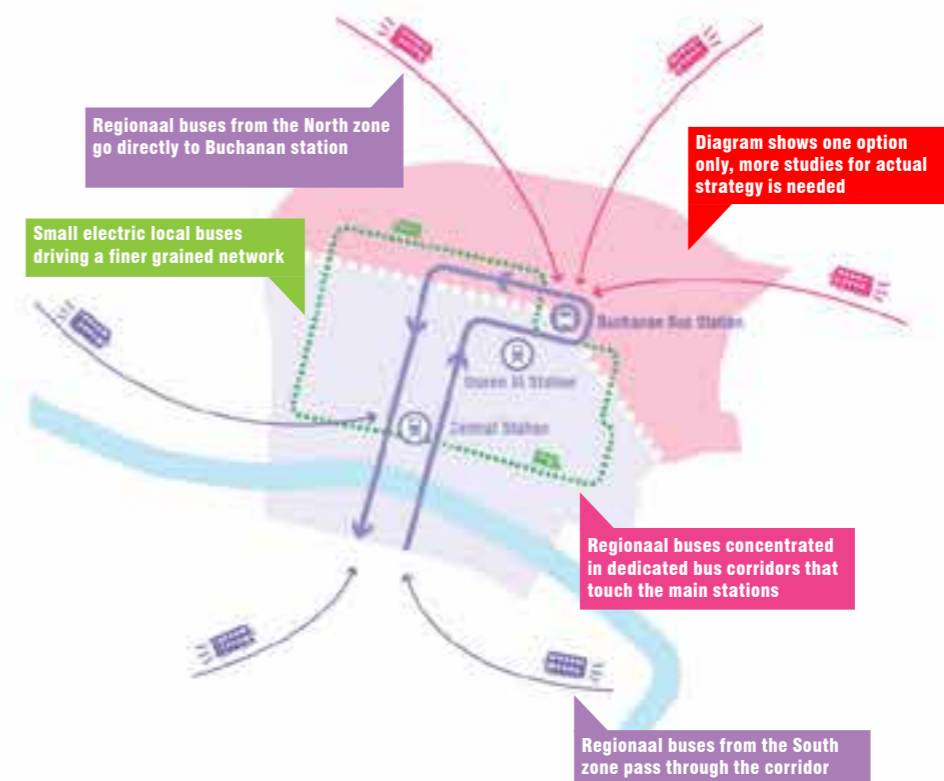 Regionaal buses from the North zone
go directly to Buchanan station
Diagram shows one option
only, more studies for actual
strategy is needed
Small electric local buses
driving a finer grained network
Buchanan Bus Station
Queen St Station
Central Station
Regionaal buses concentrated
in dedicated bus corridors that
touch the main stations
Regionaal buses from the South
zone pass through the corridor